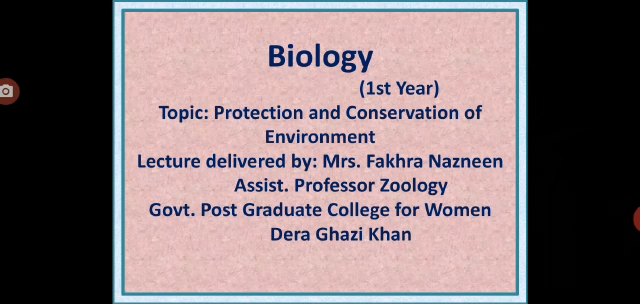 Biology
(1st Year)
Topic: Protection and Conservation of
Environment
Lecture delivered by: Mrs. Fakhra Nazneen
Assist. Professor Zoology
Govt. Post Graduate College for Women
Dera Ghazi Khan